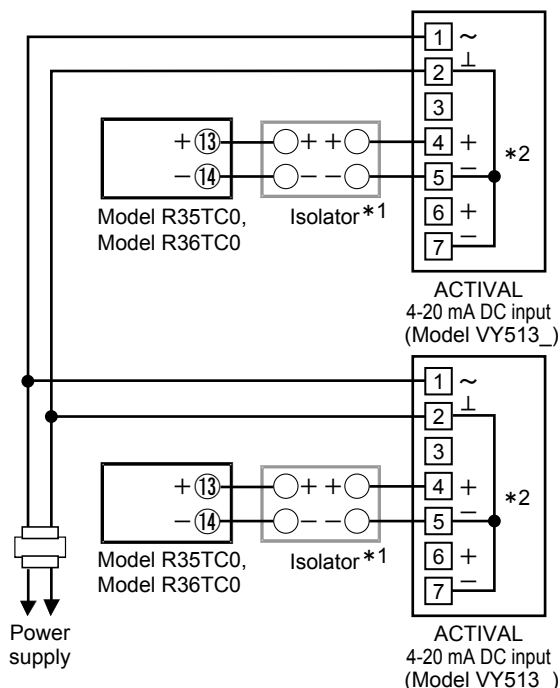 1 ~
2 ⊥
3
+ ⑬ + + 4 +
*2
− ⑭ − − 5 −
Model R35TC0,
Model R36TC0
Isolator*1
6 +
7 −
ACTIVAL
4-20 mA DC input
(Model VY513_)
1 ~
2 ⊥
3
+ ⑬ + + 4 +
*2
− ⑭ − − 5 −
Model R35TC0,
Model R36TC0
Isolator*1
6 +
7 −
Power
supply
ACTIVAL
4-20 mA DC input
(Model VY513_)